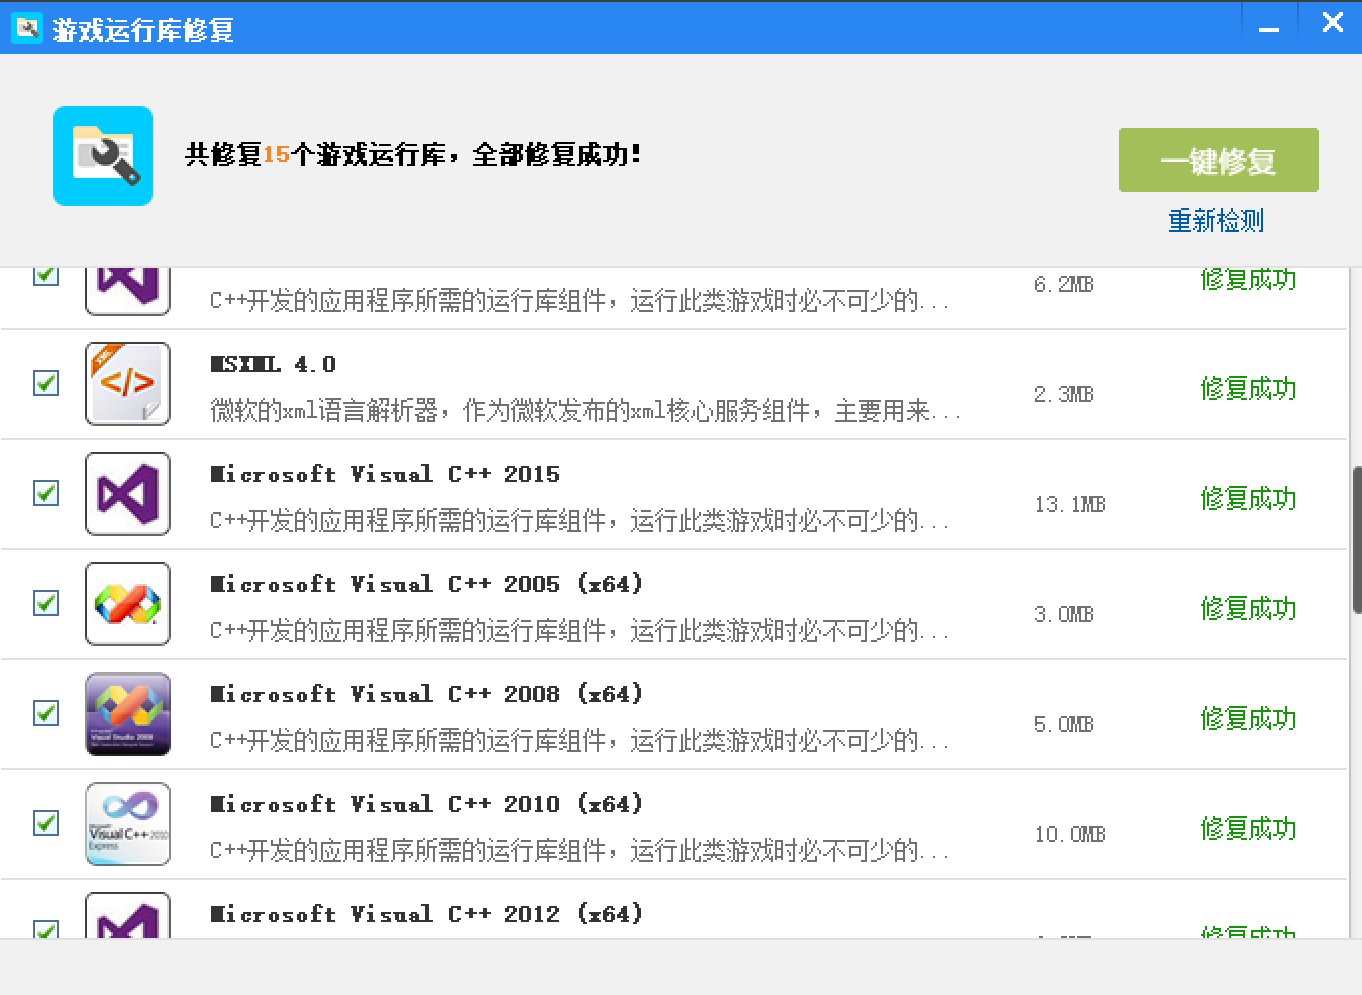 游戏运行库修复
共修复15个游戏运行库，全部修复成功！
一键修复
重新检测
C++开发的应用程序所需的运行库组件，运行此类游戏时必不可少的...
6.2MB
修复成功
MSXML 4.0
微软的xml语言解析器，作为微软发布的xml核心服务组件，主要用来...
2.3MB
修复成功
Microsoft Visual C++ 2015
C++开发的应用程序所需的运行库组件，运行此类游戏时必不可少的...
13.1MB
修复成功
Microsoft Visual C++ 2005 (x64)
C++开发的应用程序所需的运行库组件，运行此类游戏时必不可少的...
3.0MB
修复成功
Microsoft Visual C++ 2008 (x64)
C++开发的应用程序所需的运行库组件，运行此类游戏时必不可少的...
5.0MB
修复成功
Visual Studio 2008
Microsoft Visual C++ 2010 (x64)
C++开发的应用程序所需的运行库组件，运行此类游戏时必不可少的...
10.0MB
修复成功
Visual C++ 2010
Express
Microsoft Visual C++ 2012 (x64)
修复成功